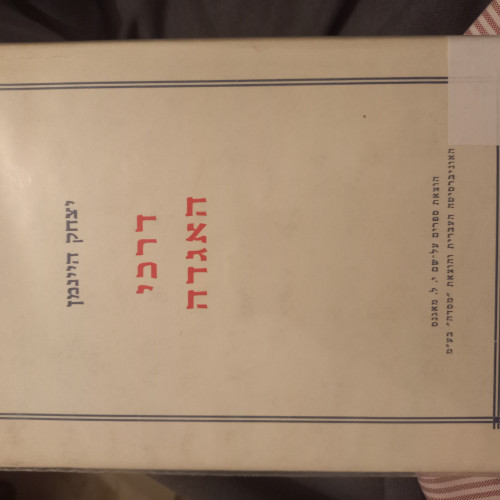 יצחק היינמן
דרכי
האגדה
הוצאת ספרים על־שם י. ל. מאגנס
האוניברסיטה העברית והוצאת "מסדה" בע"מ